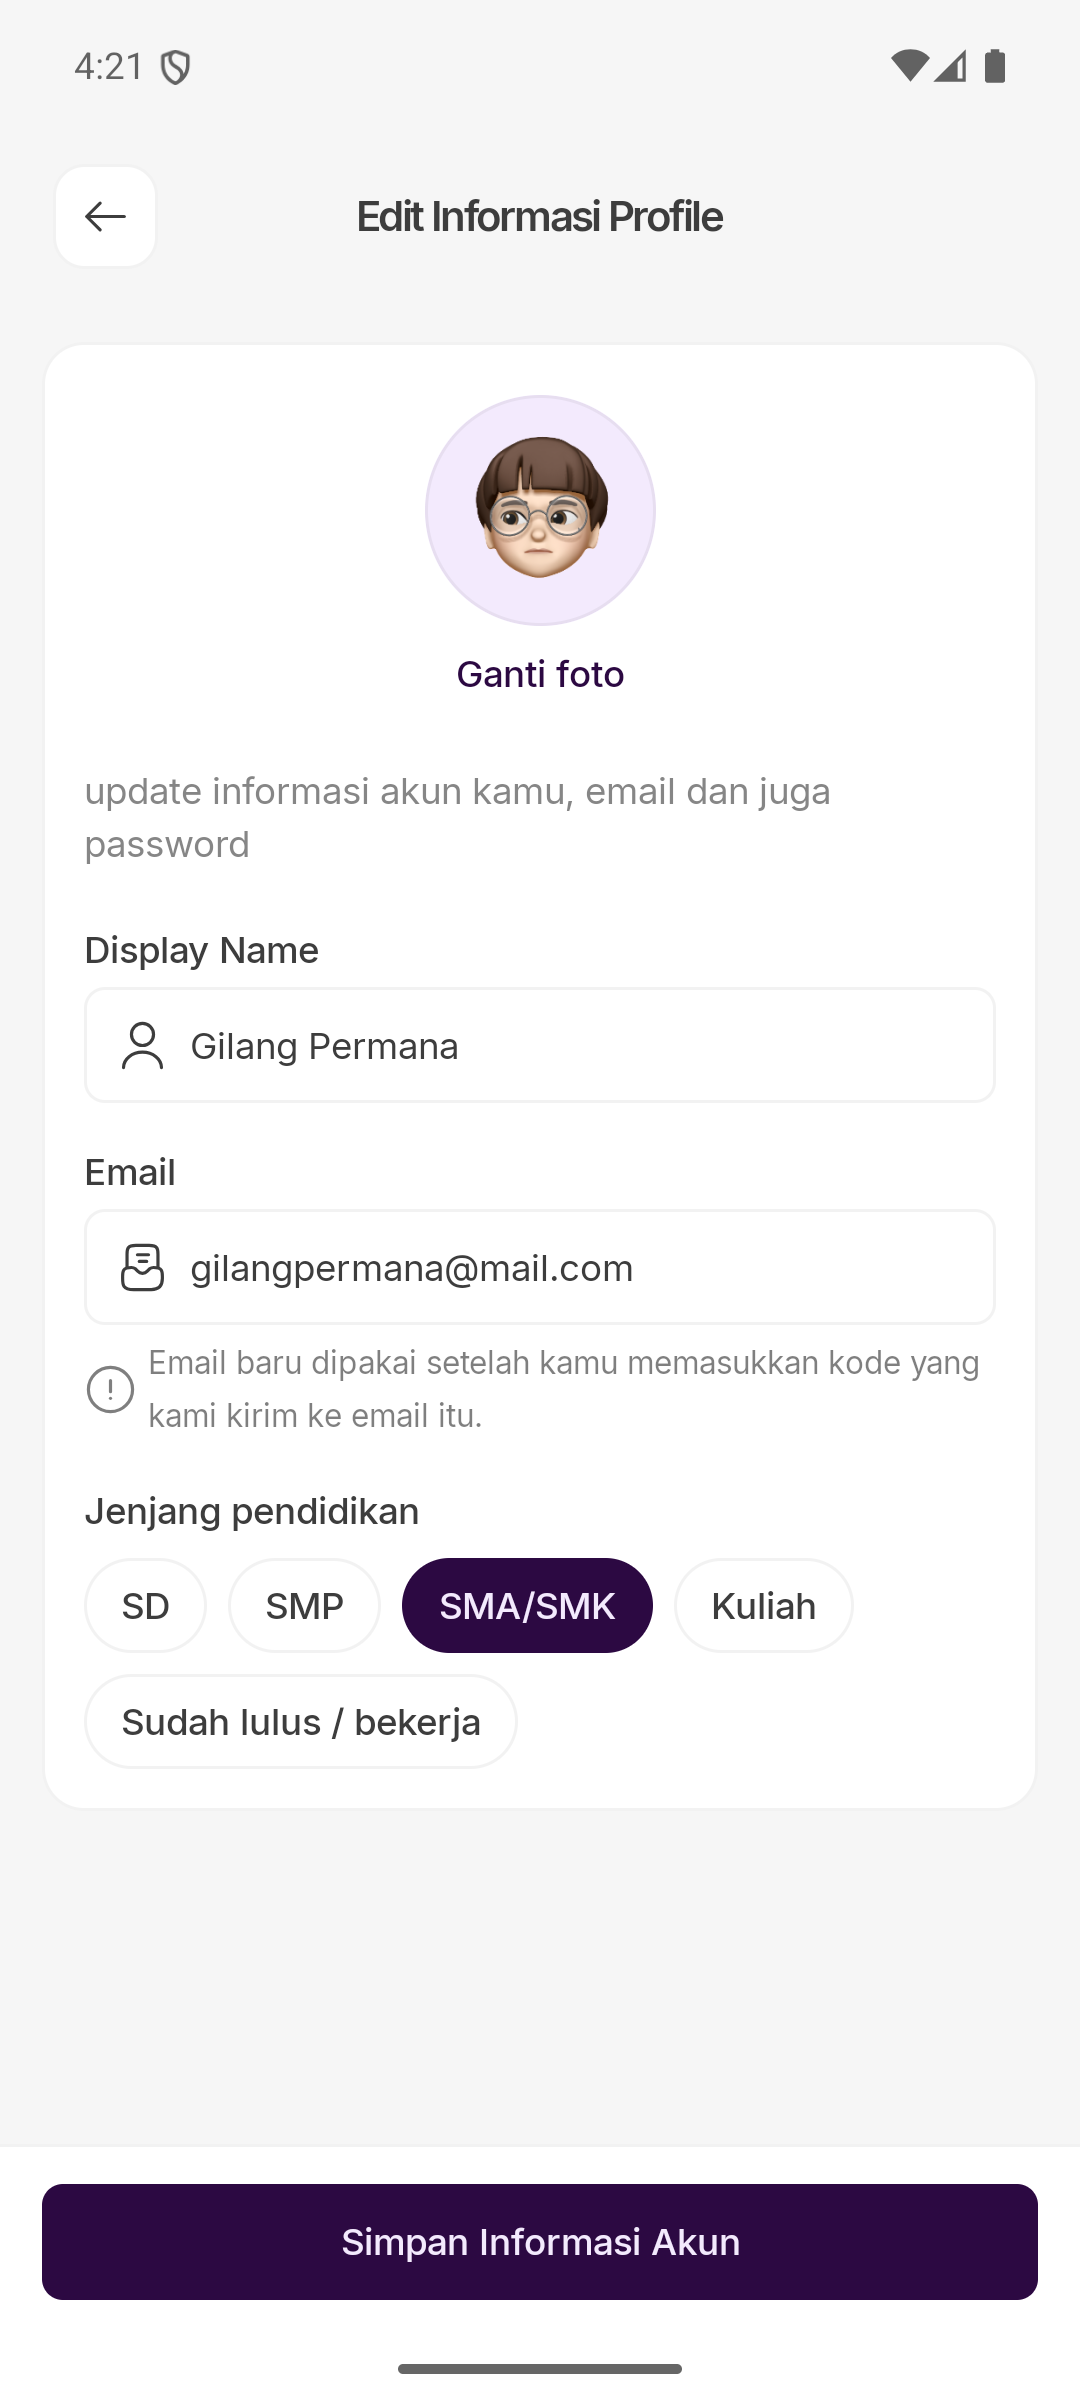 4:21
Edit Informasi Profile
Ganti foto
update informasi akun kamu, email dan juga
password
Display Name
Gilang Permana
Email
gilangpermana@mail.com
Email baru dipakai setelah kamu memasukkan kode yang
kami kirim ke email itu.
Jenjang pendidikan
SD SMP SMA/SMK Kuliah
Sudah lulus / bekerja
Simpan Informasi Akun